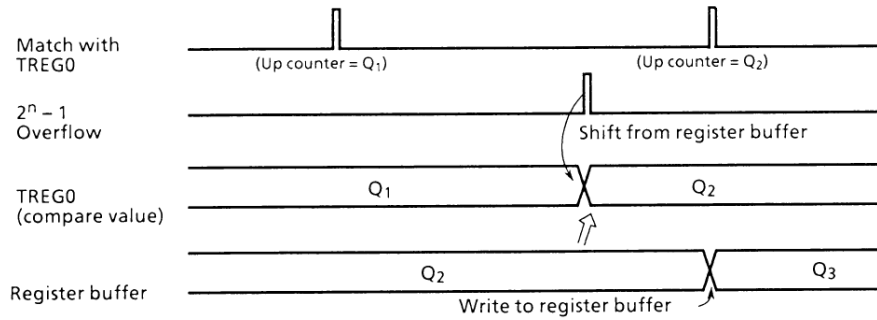 Match with
TREG0
(Up counter = Q1)
(Up counter = Q2)
2ⁿ – 1
Overflow
Shift from register buffer
TREG0
(compare value)
Q1
Q2
Register buffer
Q2
Q3
Write to register buffer